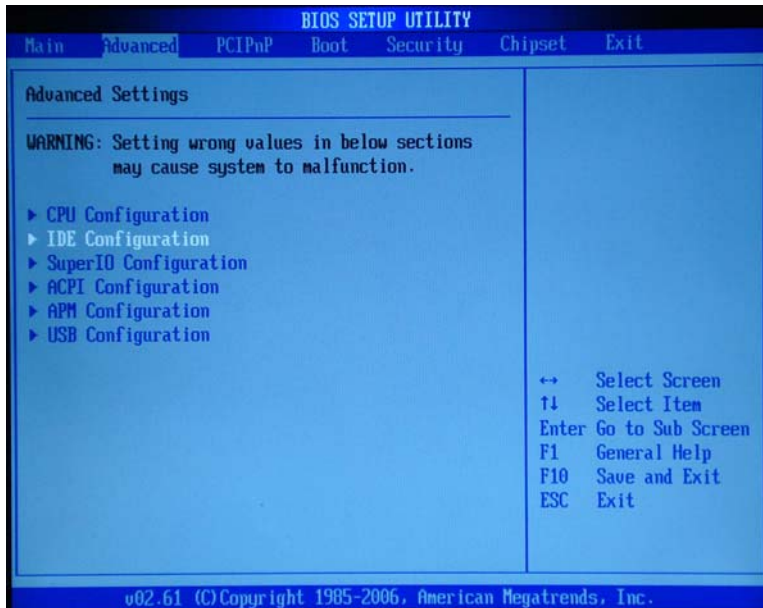 BIOS SETUP UTILITY
Main Advanced PCIPnP Boot Security Chipset Exit
Advanced Settings
WARNING: Setting wrong values in below sections
may cause system to malfunction.
▶ CPU Configuration
▶ IDE Configuration
▶ SuperIO Configuration
▶ ACPI Configuration
▶ APM Configuration
▶ USB Configuration
↔ Select Screen
↑↓ Select Item
Enter Go to Sub Screen
F1 General Help
F10 Save and Exit
ESC Exit
v02.61 (C)Copyright 1985-2006, American Megatrends, Inc.